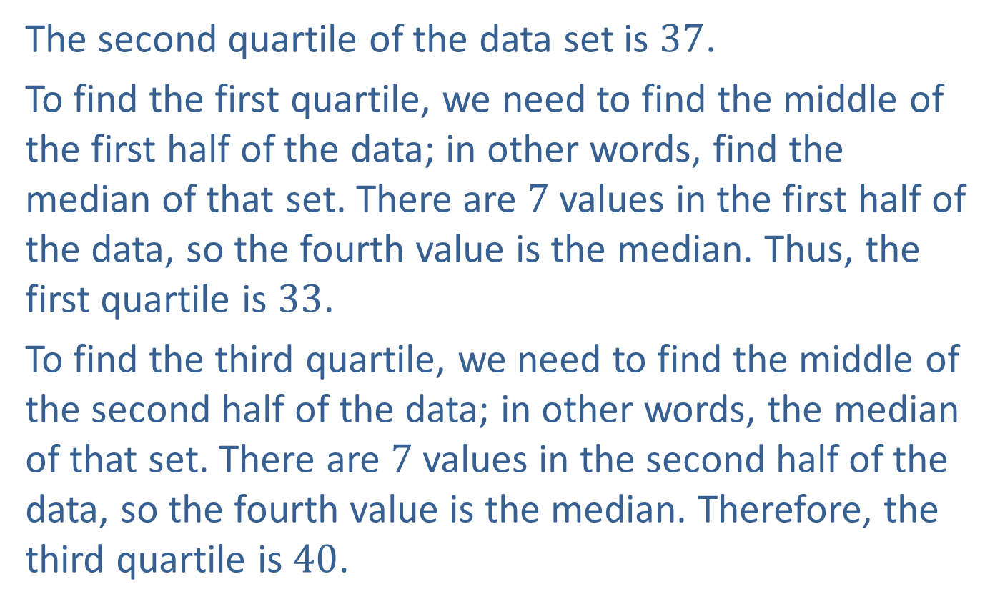 The second quartile of the data set is 37.
To find the first quartile, we need to find the middle of
the first half of the data; in other words, find the
median of that set. There are 7 values in the first half of
the data, so the fourth value is the median. Thus, the
first quartile is 33.
To find the third quartile, we need to find the middle of
the second half of the data; in other words, the median
of that set. There are 7 values in the second half of the
data, so the fourth value is the median. Therefore, the
third quartile is 40.